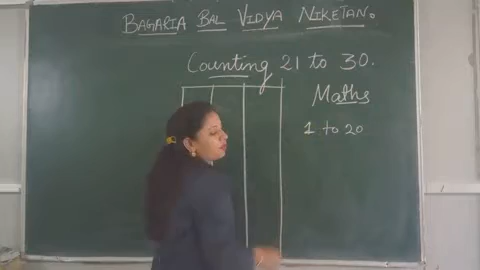 BAGARIA BAL VIDYA NIKETAN.
Counting 21 to 30.
Maths
1 to 20